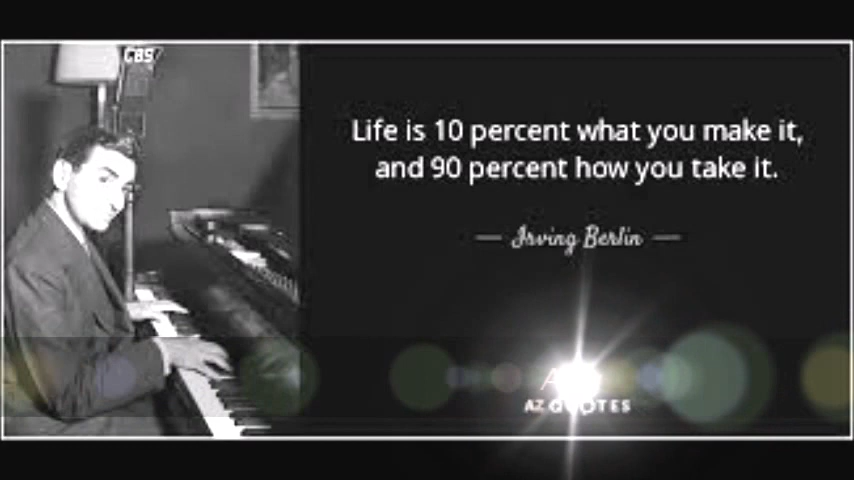 CBS
Life is 10 percent what you make it,
and 90 percent how you take it.
— Irving Berlin —
AZ QUOTES